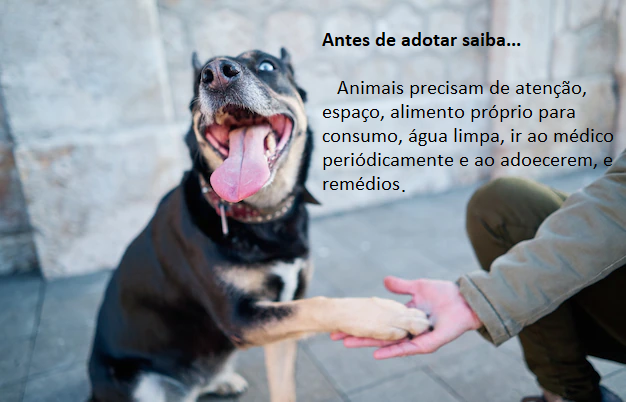 Antes de adotar saiba...
Animais precisam de atenção,
espaço, alimento próprio para
consumo, água limpa, ir ao médico
periódicamente e ao adoecerem, e
remédios.